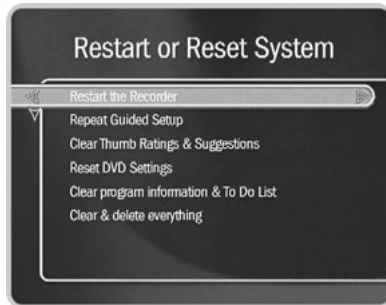 Restart or Reset System
Restart the Recorder
Repeat Guided Setup
Clear Thumb Ratings & Suggestions
Reset DVD Settings
Clear program information & To Do List
Clear & delete everything